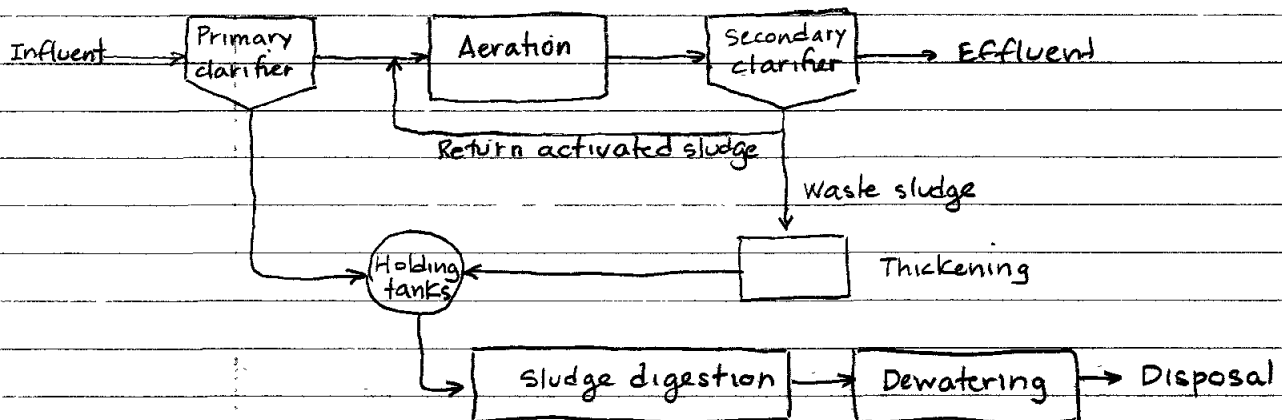 Influent
Primary
clarifier
Aeration
Secondary
clarifier
Effluent
Return activated sludge
Waste sludge
Holding
tanks
Thickening
Sludge digestion
Dewatering
Disposal